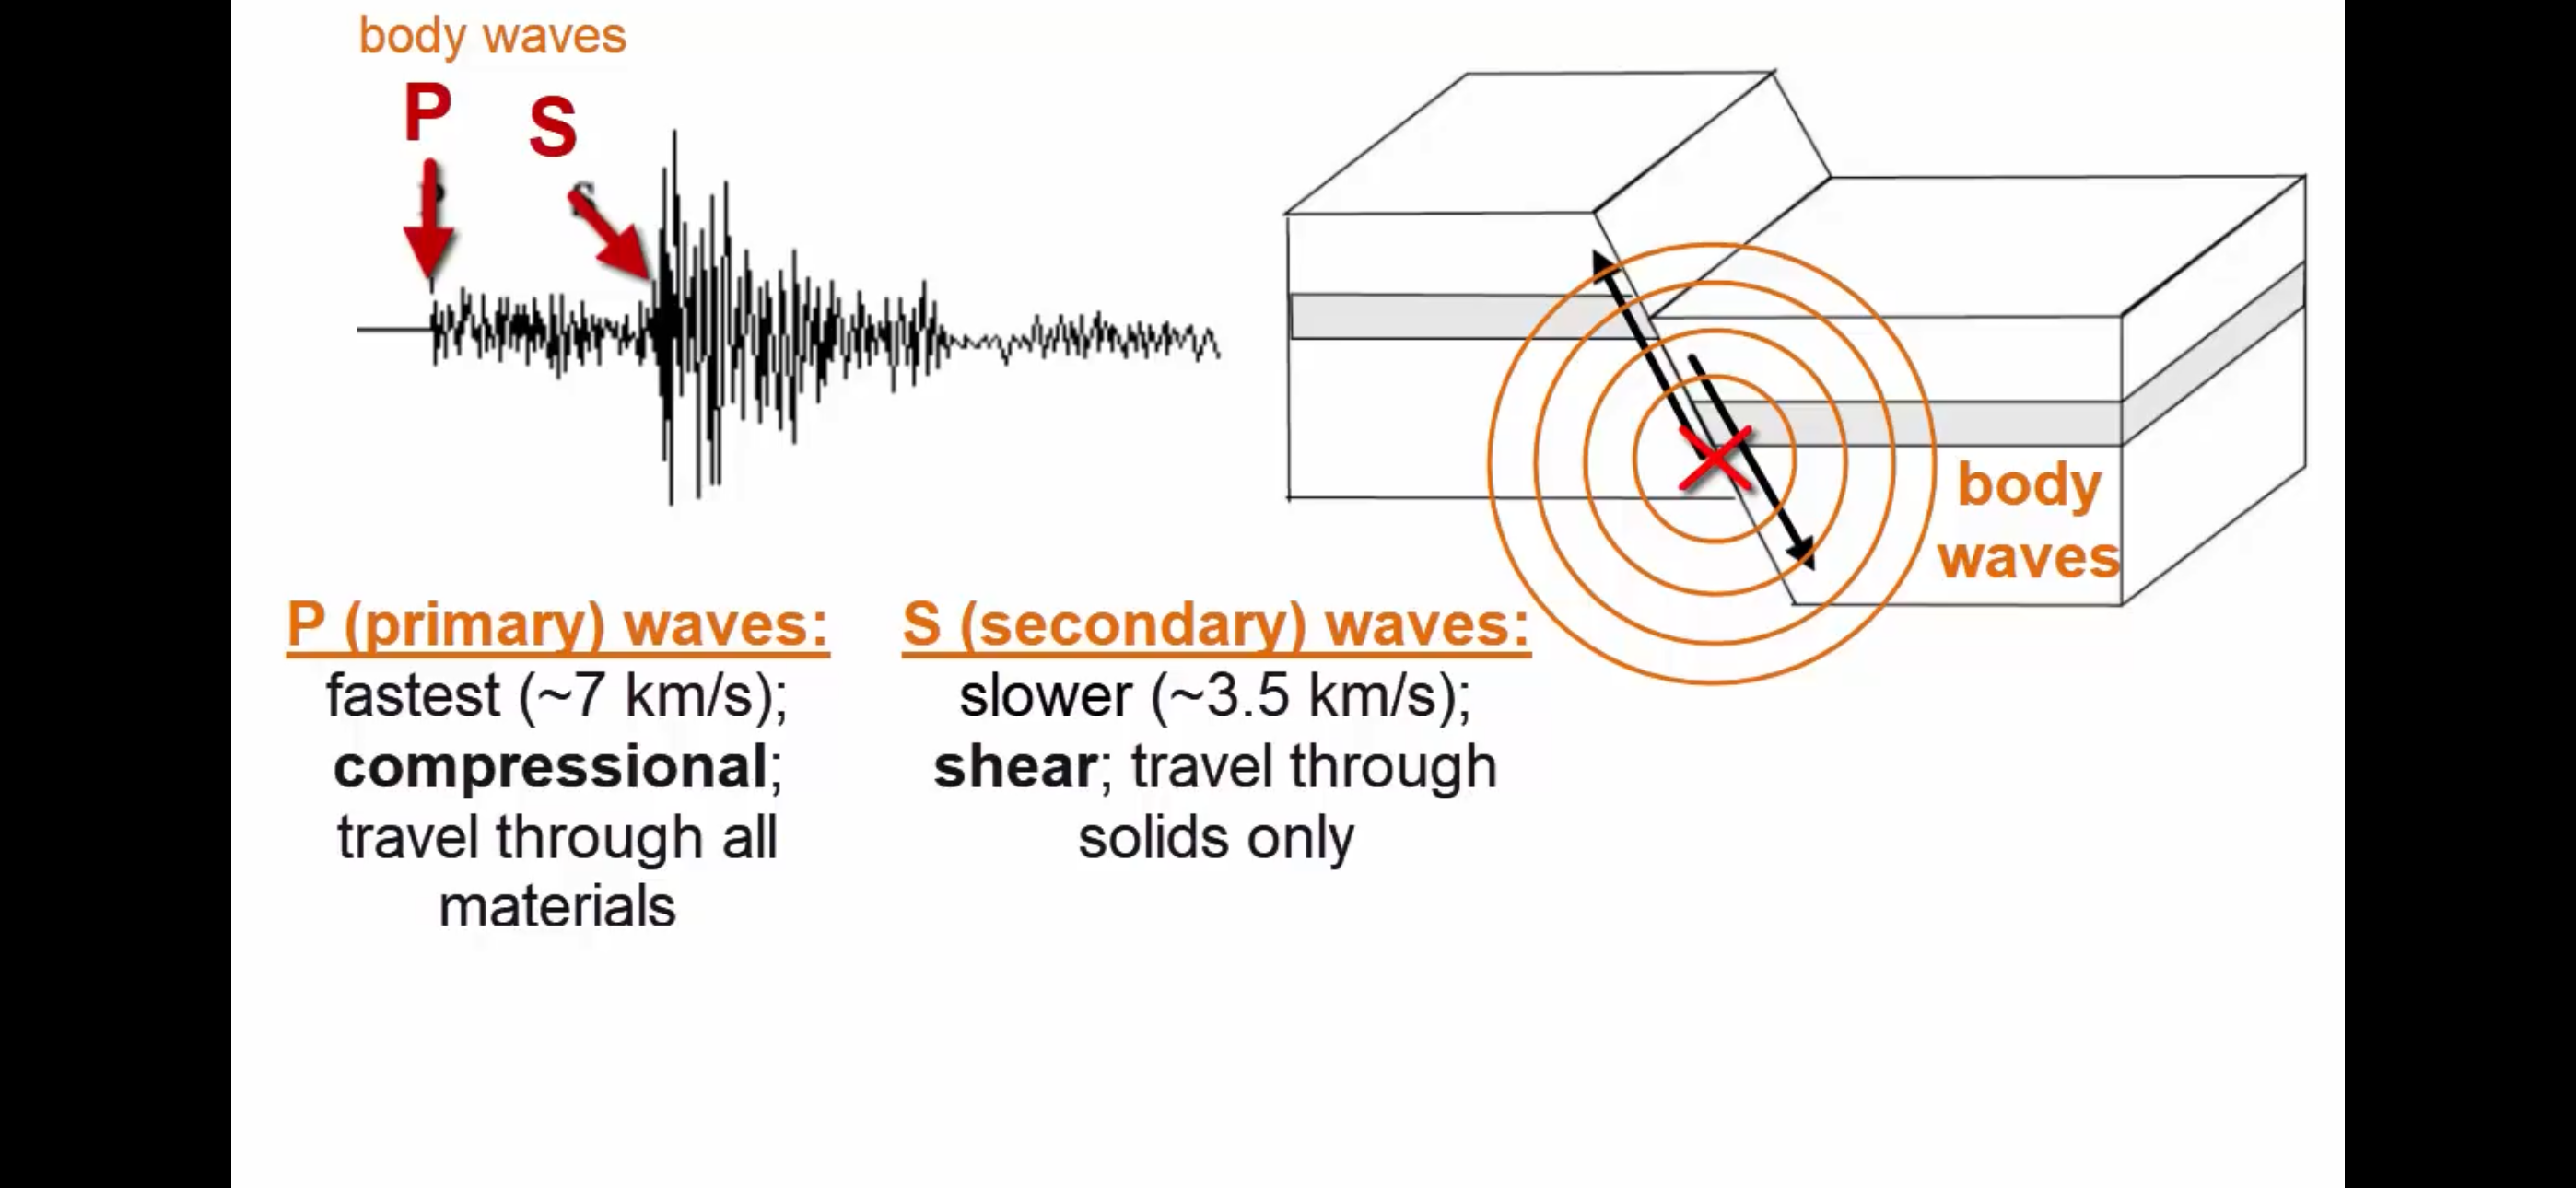 body waves
P
S
P
S
body
waves
P (primary) waves:
fastest (~7 km/s);
compressional;
travel through all
materials
S (secondary) waves:
slower (~3.5 km/s);
shear; travel through
solids only